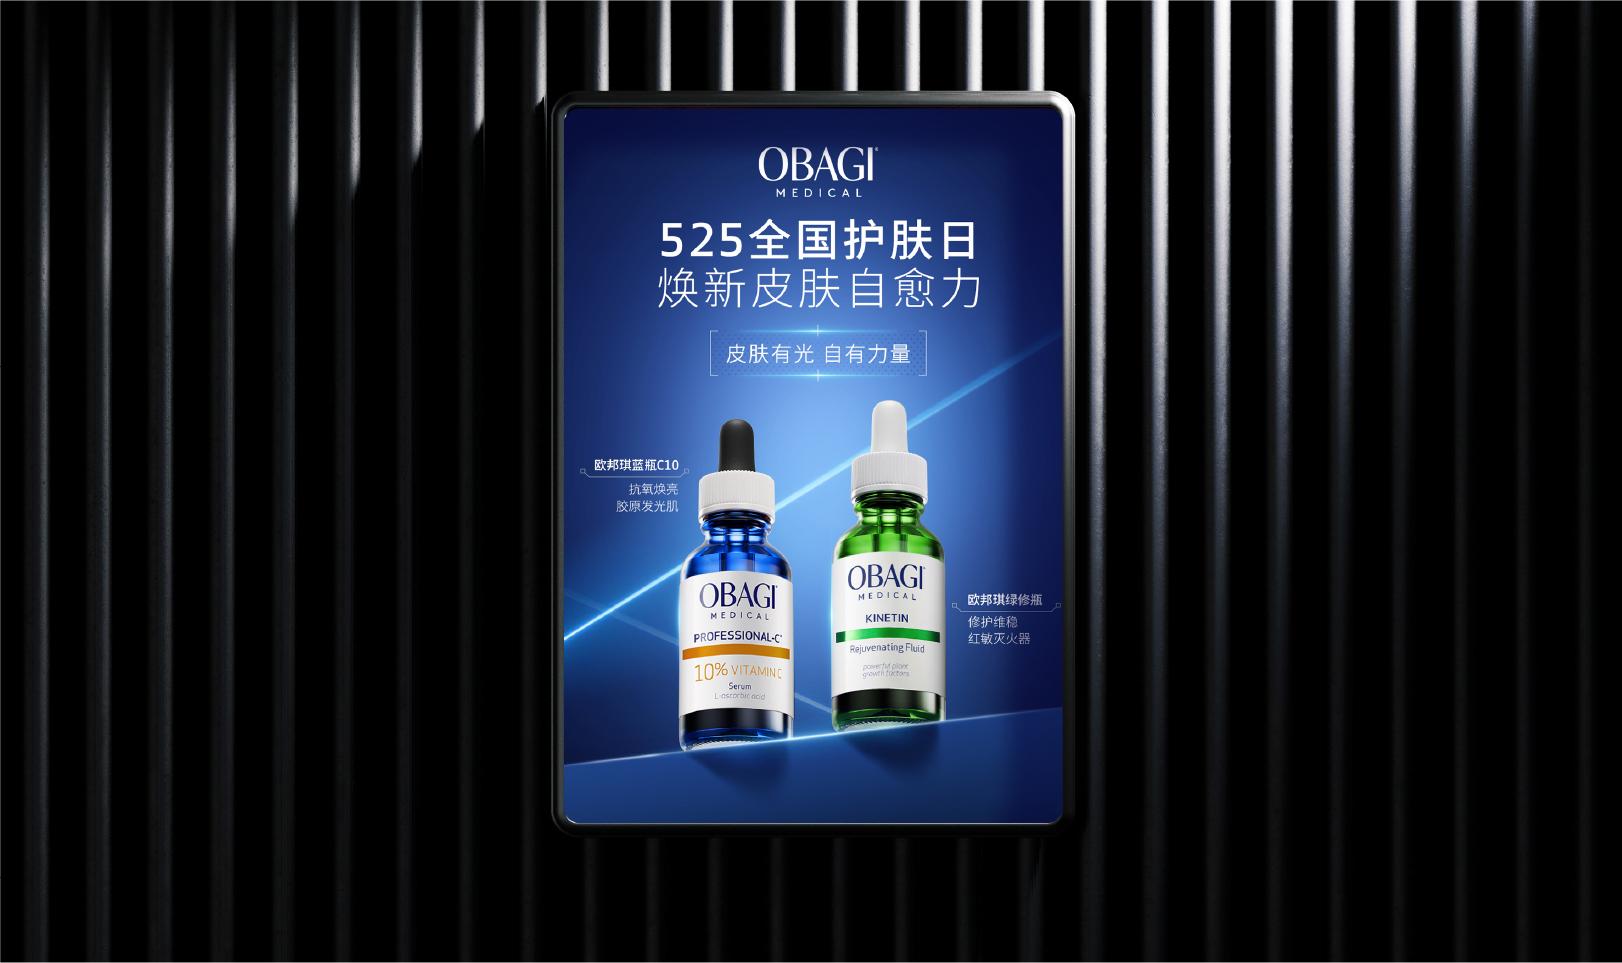 OBAGI
MEDICAL
525全国护肤日
焕新皮肤自愈力
皮肤有光 自有力量
欧邦琪蓝瓶C10
抗氧焕亮
胶原发光肌
OBAGI
MEDICAL
PROFESSIONAL-C
10% VITAMIN C
Serum
L-ascorbic acid
OBAGI
MEDICAL
KINETIN
Rejuvenating Fluid
powerful plant
growth factors
欧邦琪绿修瓶
修护维稳
红敏灭火器